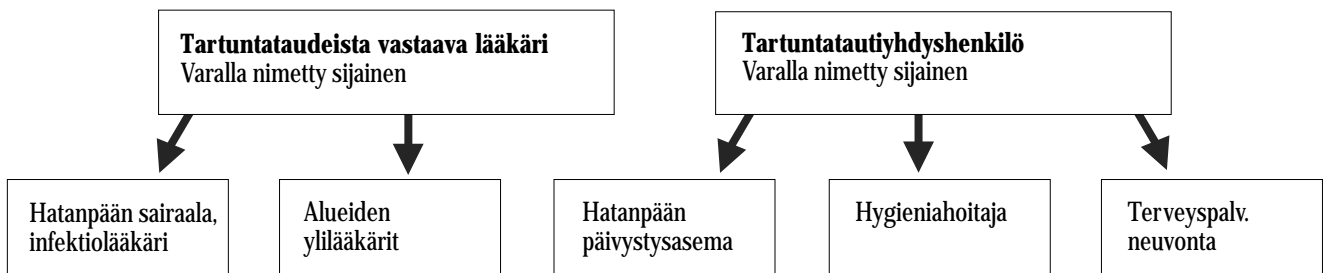 Tartuntataudeista vastaava lääkäri
Varalla nimetty sijainen
Tartuntatautiyhdyshenkilö
Varalla nimetty sijainen
Hatanpään sairaala,
infektiolääkäri
Alueiden
ylilääkärit
Hatanpään
päivystysasema
Hygieniahoitaja
Terveyspalv.
neuvonta